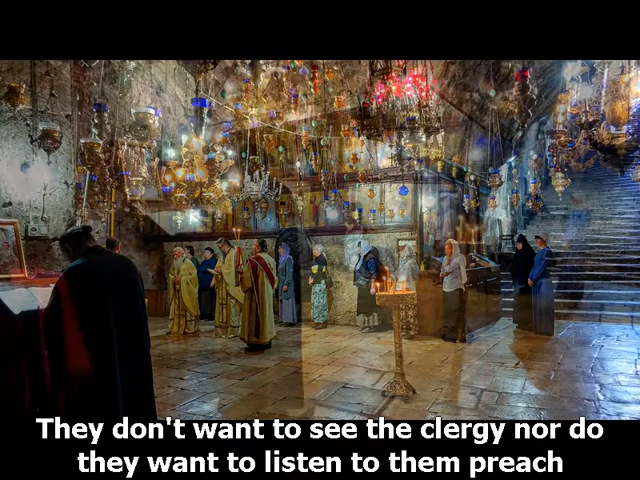 They don't want to see the clergy nor do
they want to listen to them preach